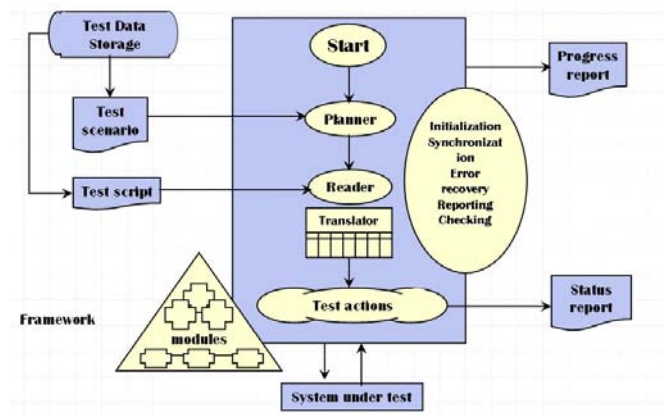 Test Data
Storage
Start
Progress
report
Test
scenario
Planner
Initialization
Synchronizat
ion
Error
recovery
Reporting
Checking
Test script
Reader
Translator
Test actions
Status
report
Framework
modules
System under test